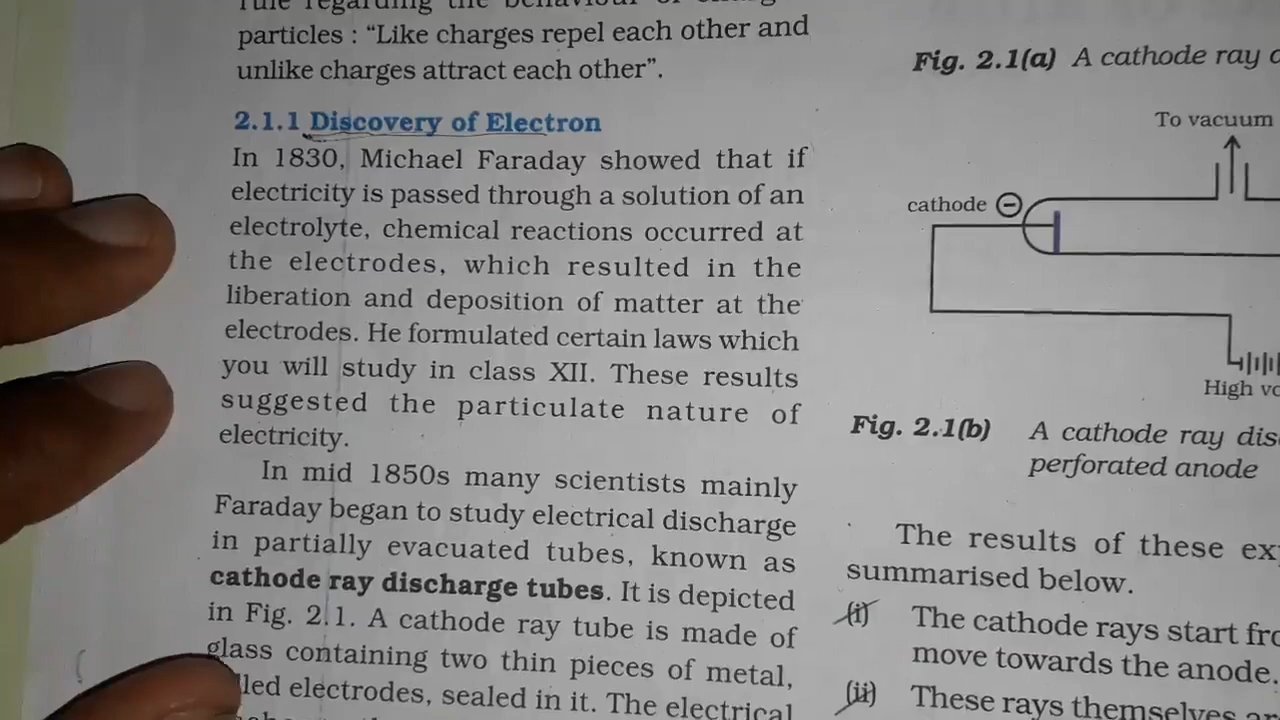 particles : “Like charges repel each other and
unlike charges attract each other”.
2.1.1 Discovery of Electron
In 1830, Michael Faraday showed that if
electricity is passed through a solution of an
electrolyte, chemical reactions occurred at
the electrodes, which resulted in the
liberation and deposition of matter at the
electrodes. He formulated certain laws which
you will study in class XII. These results
suggested the particulate nature of
electricity.
In mid 1850s many scientists mainly
Faraday began to study electrical discharge
in partially evacuated tubes, known as
cathode ray discharge tubes. It is depicted
in Fig. 2.1. A cathode ray tube is made of
glass containing two thin pieces of metal,
electrodes, sealed in it. The electrical
Fig. 2.1(a) A cathode ray
To vacuum
cathode
High
Fig. 2.1(b) A cathode ray
perforated anode
The results of these
summarised below.
(i) The cathode rays start
move towards the anode.
(ii) These rays themselves